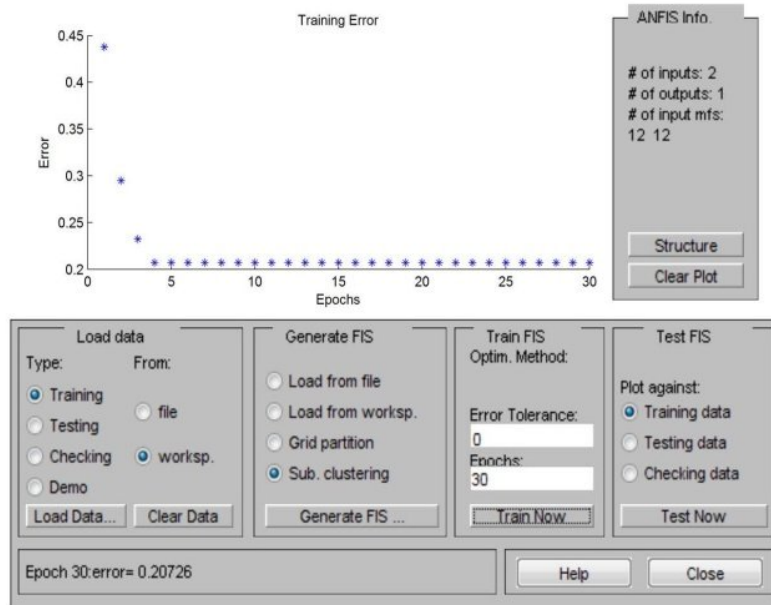 Training Error
0.45
0.4
0.35
0.3
0.25
0.2
Error
0 5 10 15 20 25 30
Epochs
ANFIS Info.
# of inputs: 2
# of outputs: 1
# of input mfs:
12 12
Structure
Clear Plot
Load data
Type: From:
Training
Testing
Checking
Demo
file
worksp.
Load Data... Clear Data
Generate FIS
Load from file
Load from worksp.
Grid partition
Sub. clustering
Generate FIS ...
Train FIS
Optim. Method:
Error Tolerance:
0
Epochs:
30
Train Now
Test FIS
Plot against:
Training data
Testing data
Checking data
Test Now
Epoch 30:error= 0.20726
Help Close